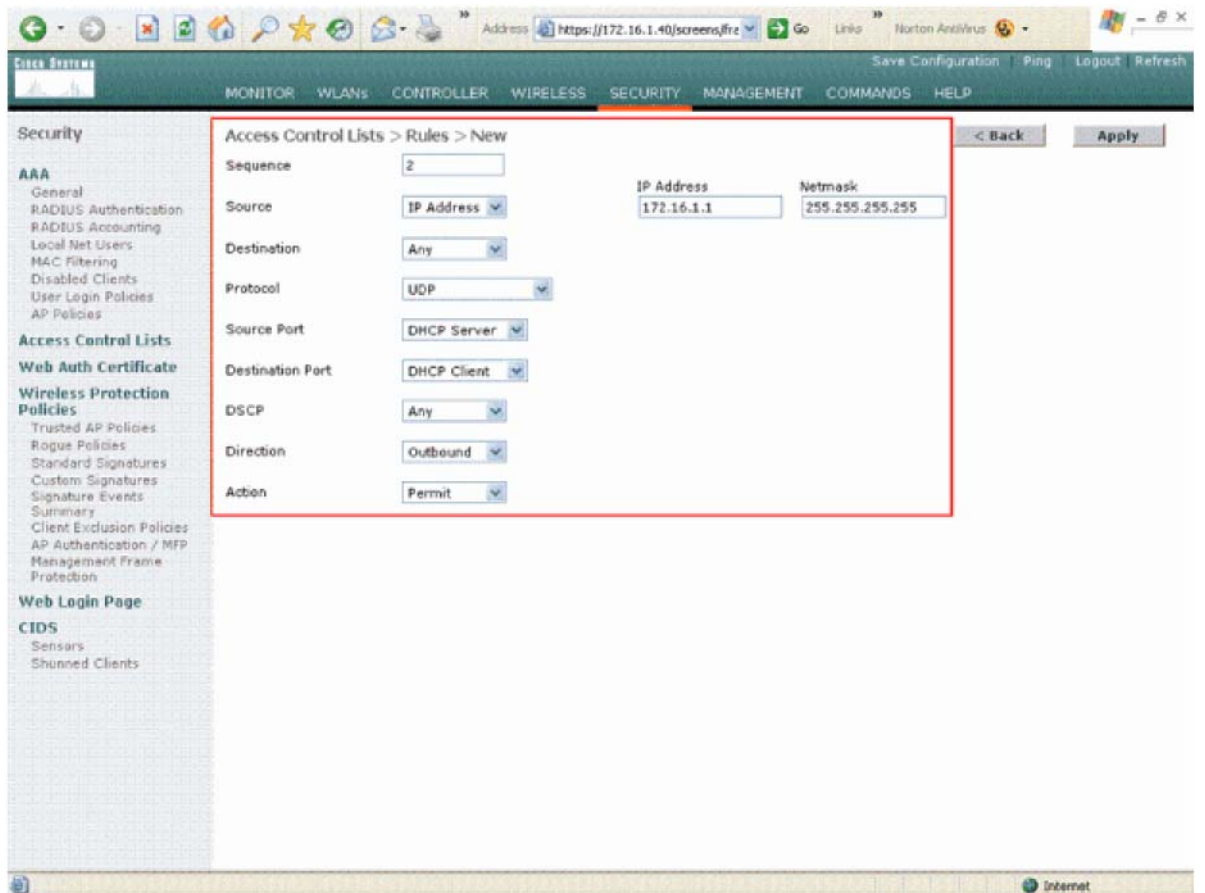 Address https://172.16.1.40/screens/fra Go Links Norton AntiVirus
CISCO SYSTEMS
Save Configuration Ping Logout Refresh
MONITOR WLANs CONTROLLER WIRELESS SECURITY MANAGEMENT COMMANDS HELP
Security
AAA
General
RADIUS Authentication
RADIUS Accounting
Local Net Users
MAC Filtering
Disabled Clients
User Login Policies
AP Policies
Access Control Lists
Web Auth Certificate
Wireless Protection
Policies
Trusted AP Policies
Rogue Policies
Standard Signatures
Custom Signatures
Signature Events
Summary
Client Exclusion Policies
AP Authentication / MFP
Management Frame
Protection
Web Login Page
CIDS
Sensors
Shunned Clients
Access Control Lists > Rules > New
< Back Apply
Sequence 2
IP Address Netmask
Source IP Address 172.16.1.1 255.255.255.255
Destination Any
Protocol UDP
Source Port DHCP Server
Destination Port DHCP Client
DSCP Any
Direction Outbound
Action Permit
Internet